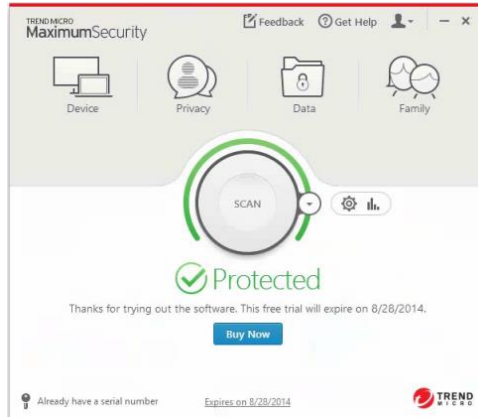 TREND MICRO
MaximumSecurity
Feedback
Get Help
Device
Privacy
Data
Family
SCAN
Protected
Thanks for trying out the software. This free trial will expire on 8/28/2014.
Buy Now
Already have a serial number
Expires on 8/28/2014
TREND
MICRO